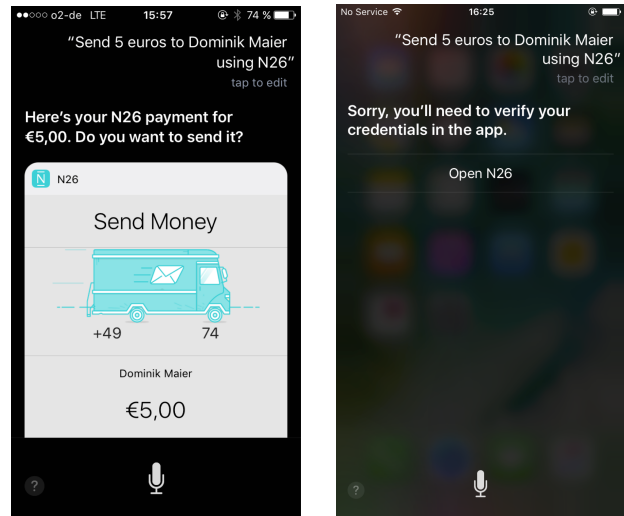 o2-de LTE 15:57 74 %
"Send 5 euros to Dominik Maier
using N26"
tap to edit
Here's your N26 payment for
€5,00. Do you want to send it?
N N26
Send Money
+49 74
Dominik Maier
€5,00
?
No Service 16:25
"Send 5 euros to Dominik Maier
using N26"
tap to edit
Sorry, you'll need to verify your
credentials in the app.
Open N26
?